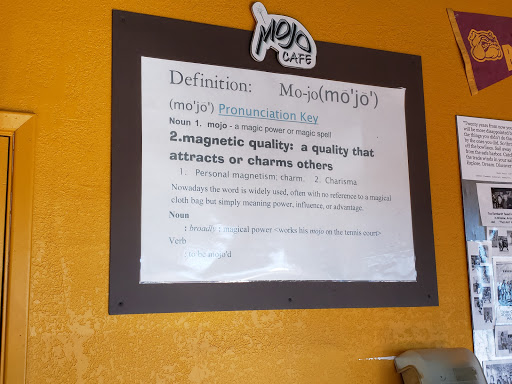 MOJO
CAFE
Definition: Mo-jo(mō'jō')
(mo'jo') Pronunciation Key
Noun 1. mojo - a magic power or magic spell
2.magnetic quality: a quality that
attracts or charms others
1. Personal magnetism; charm. 2. Charisma
Nowadays the word is widely used, often with no reference to a magical
cloth bag but simply meaning power, influence, or advantage.
Noun
: broadly : magical power <works his mojo on the tennis court>
Verb
: to be mojo'd